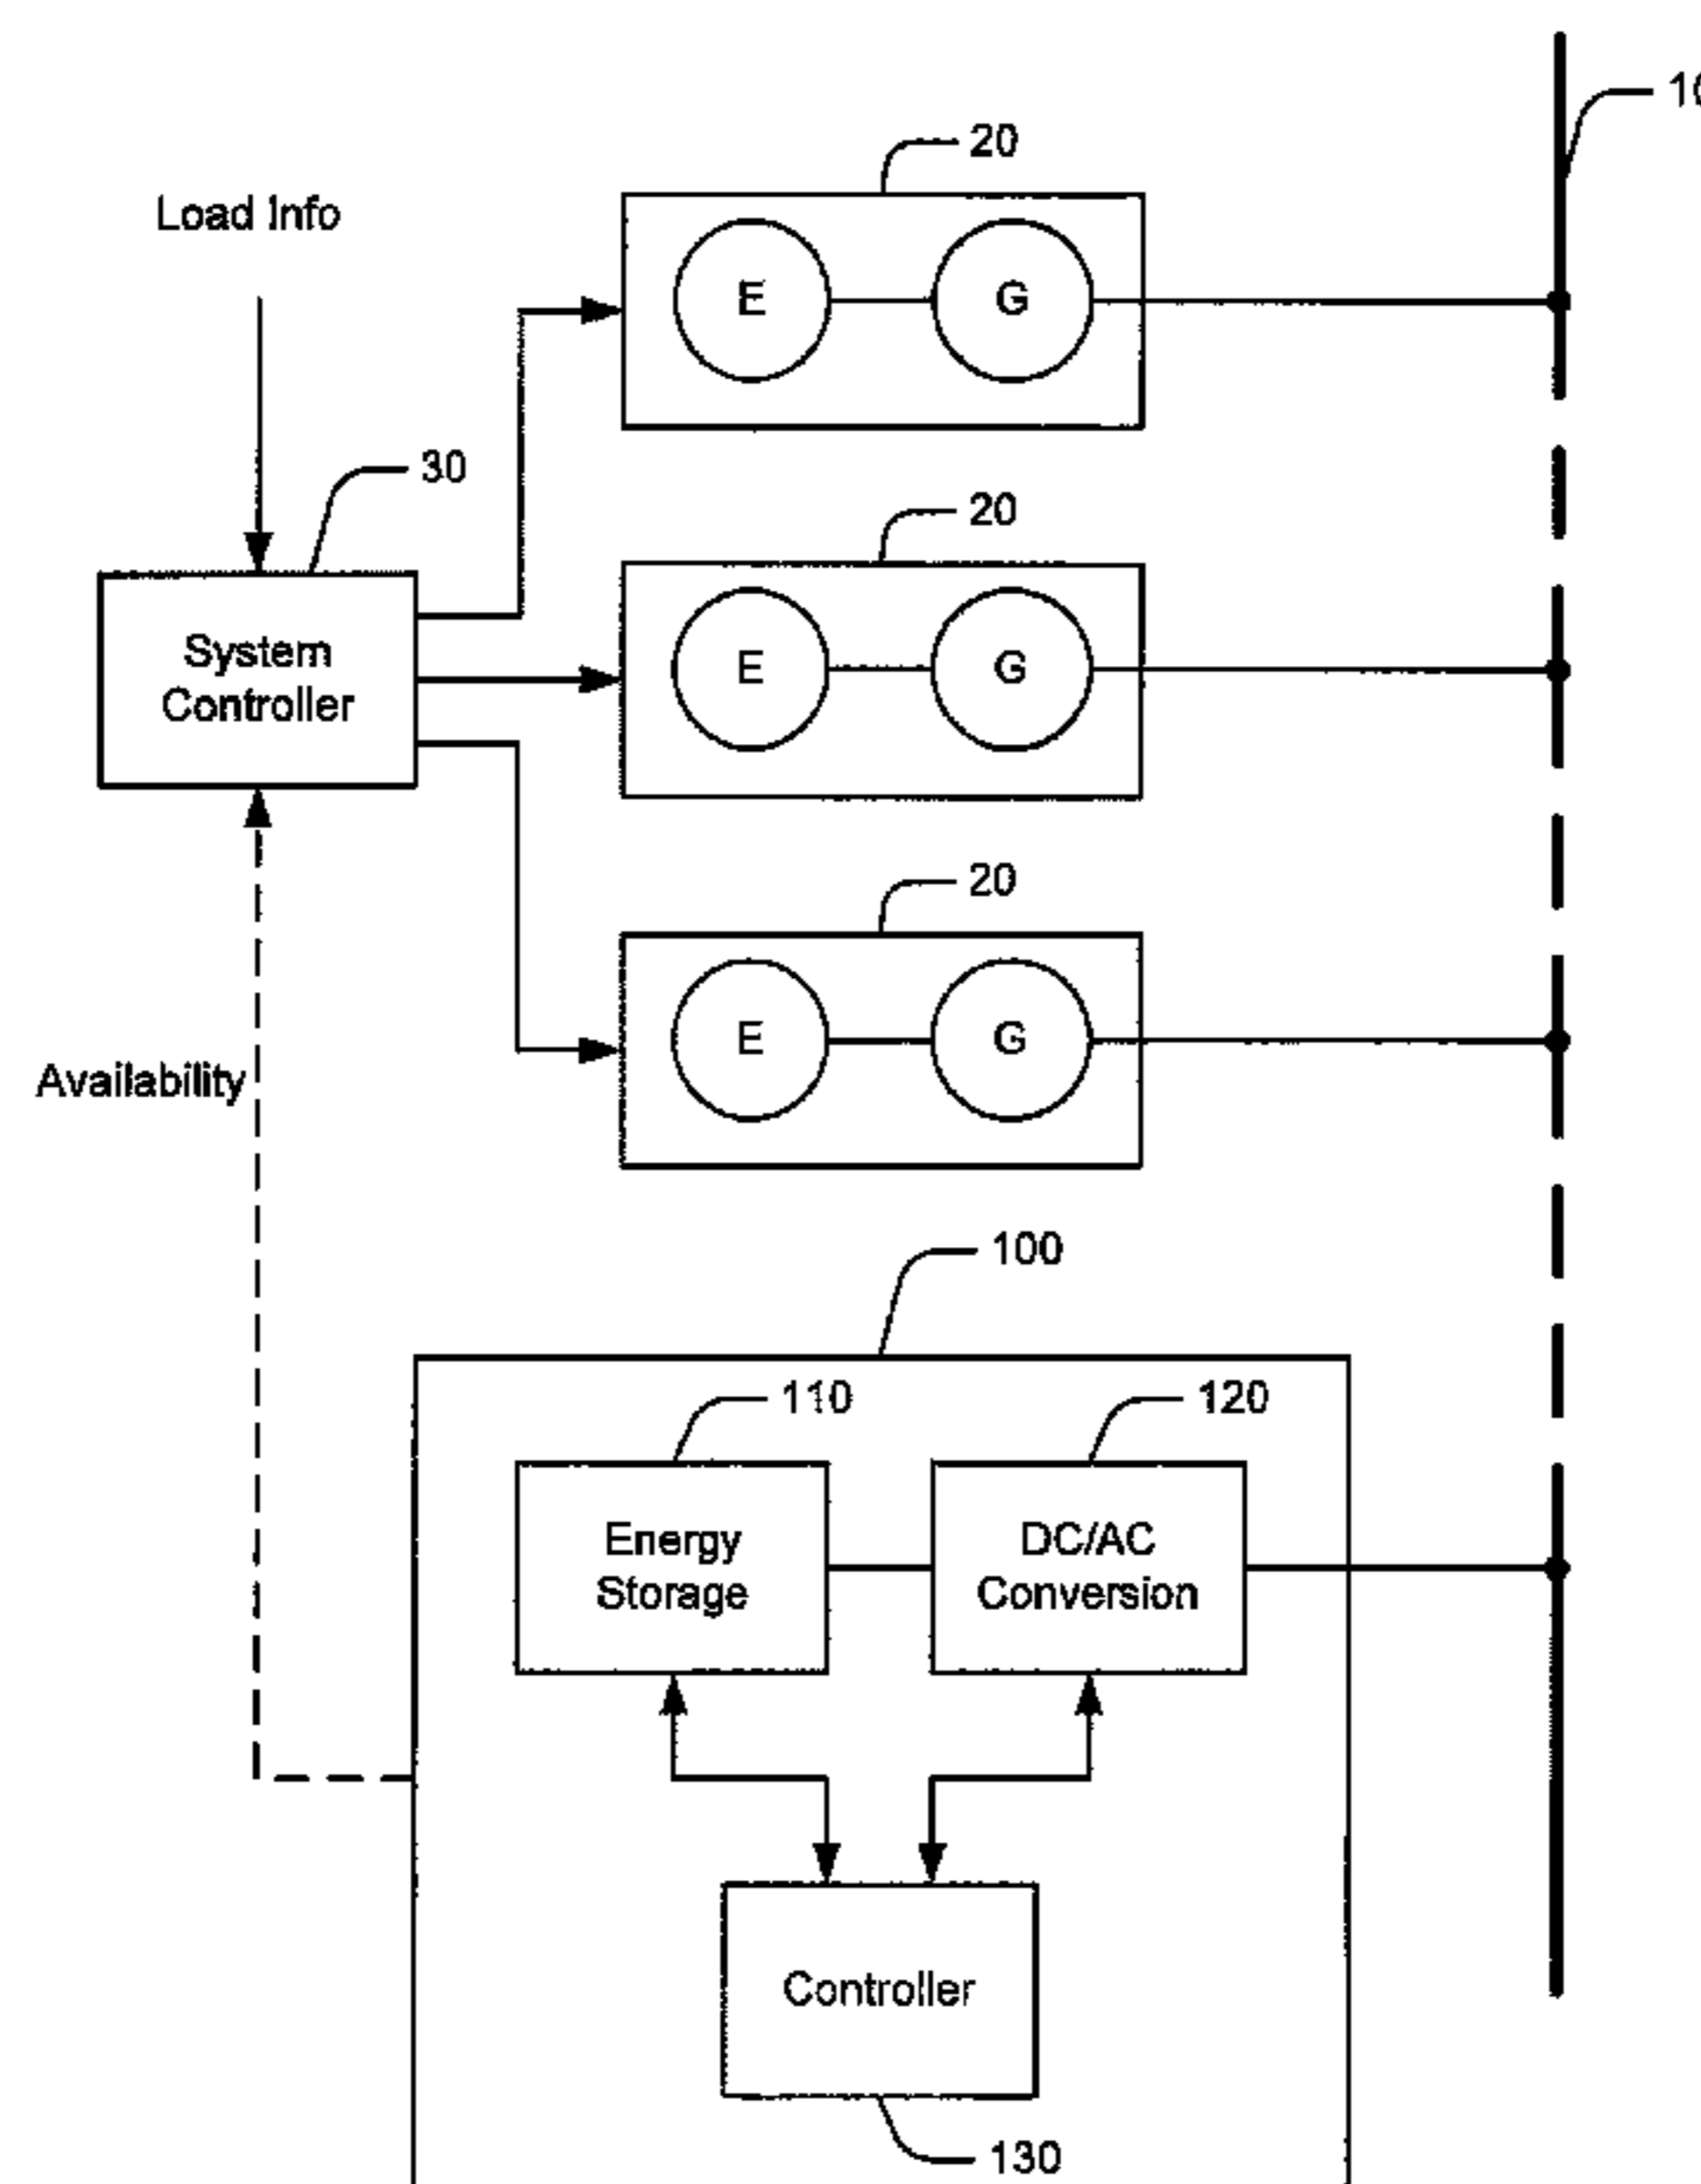 10
20
Load Info
E
G
30
20
System
Controller
E
G
20
Availability
E
G
100
110
120
Energy
Storage
DC/AC
Conversion
Controller
130